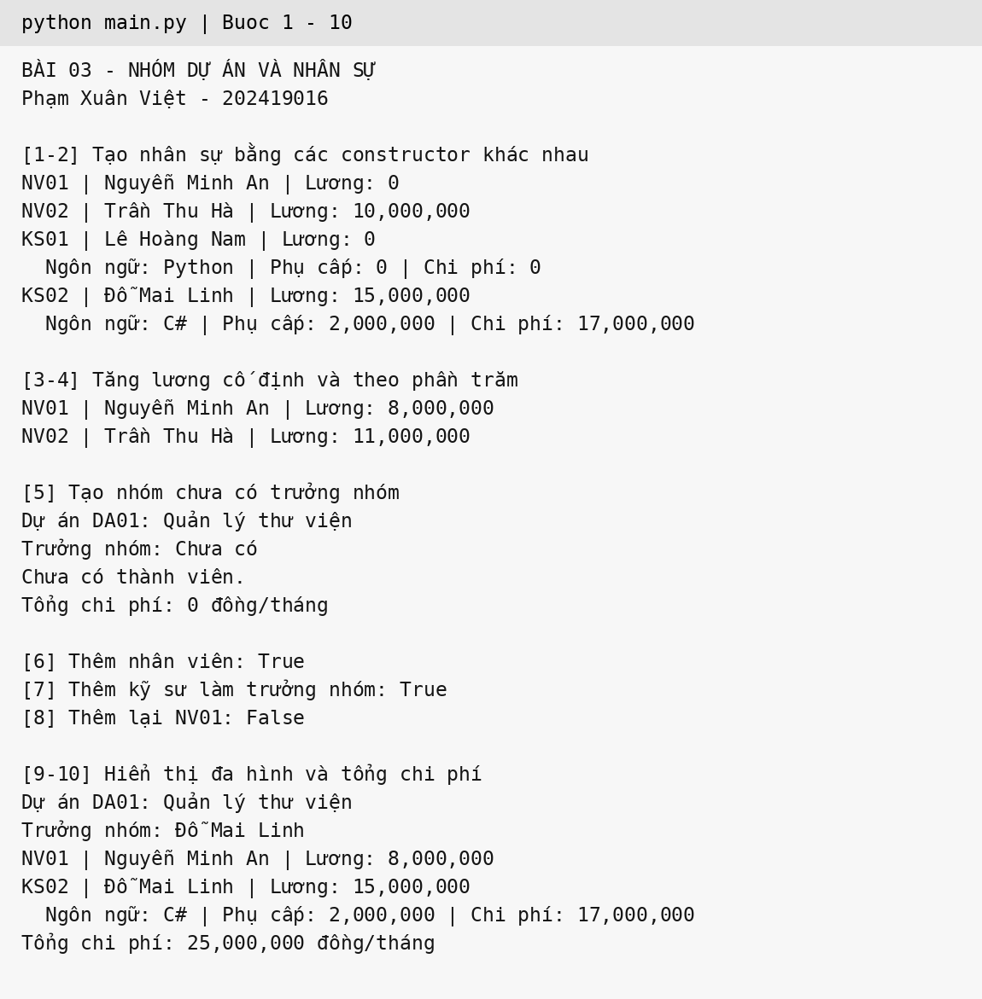 python main.py | Buoc 1 - 10
BÀI 03 - NHÓM DỰ ÁN VÀ NHÂN SỰ
Phạm Xuân Việt - 202419016
[1-2] Tạo nhân sự bằng các constructor khác nhau
NV01 | Nguyễn Minh An | Lương: 0
NV02 | Trần Thu Hà | Lương: 10,000,000
KS01 | Lê Hoàng Nam | Lương: 0
Ngôn ngữ: Python | Phụ cấp: 0 | Chi phí: 0
KS02 | Đỗ Mai Linh | Lương: 15,000,000
Ngôn ngữ: C# | Phụ cấp: 2,000,000 | Chi phí: 17,000,000
[3-4] Tăng lương cố định và theo phần trăm
NV01 | Nguyễn Minh An | Lương: 8,000,000
NV02 | Trần Thu Hà | Lương: 11,000,000
[5] Tạo nhóm chưa có trưởng nhóm
Dự án DA01: Quản lý thư viện
Trưởng nhóm: Chưa có
Chưa có thành viên.
Tổng chi phí: 0 đồng/tháng
[6] Thêm nhân viên: True
[7] Thêm kỹ sư làm trưởng nhóm: True
[8] Thêm lại NV01: False
[9-10] Hiển thị đa hình và tổng chi phí
Dự án DA01: Quản lý thư viện
Trưởng nhóm: Đỗ Mai Linh
NV01 | Nguyễn Minh An | Lương: 8,000,000
KS02 | Đỗ Mai Linh | Lương: 15,000,000
Ngôn ngữ: C# | Phụ cấp: 2,000,000 | Chi phí: 17,000,000
Tổng chi phí: 25,000,000 đồng/tháng